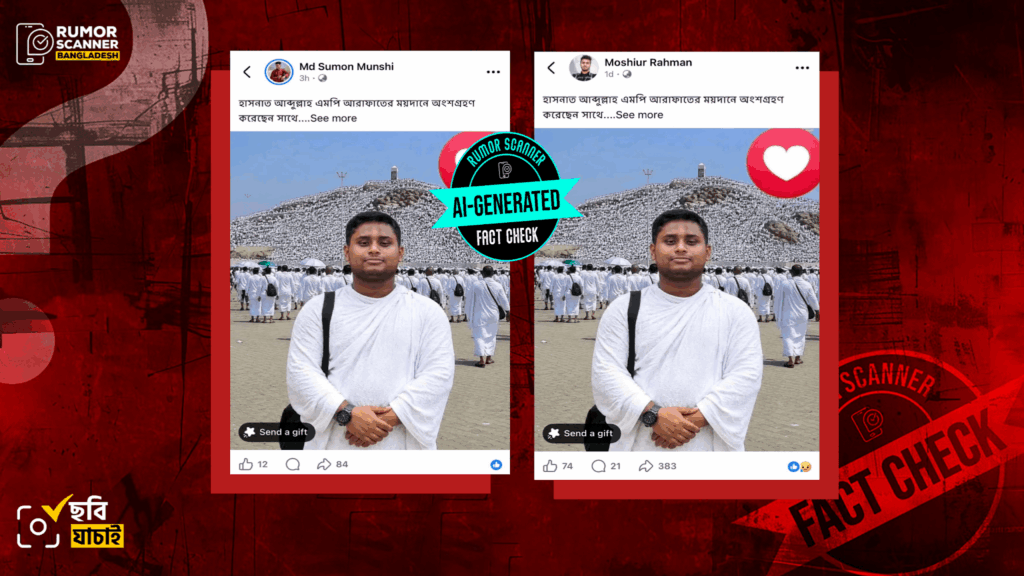 RUMOR
SCANNER
BANGLADESH
Md Sumon Munshi
3h
হাসনাত আব্দুল্লাহ এমপি আরাফাতের ময়দানে অংশগ্রহণ
করেছেন সাথে....See more
Send a gift
12
84
Moshiur Rahman
1d
হাসনাত আব্দুল্লাহ এমপি আরাফাতের ময়দানে অংশগ্রহণ
করেছেন সাথে....See more
Send a gift
74
21
383
RUMOR SCANNER
AI-GENERATED
FACT CHECK
SCANNER
FACT CHECK
ছবি
যাচাই